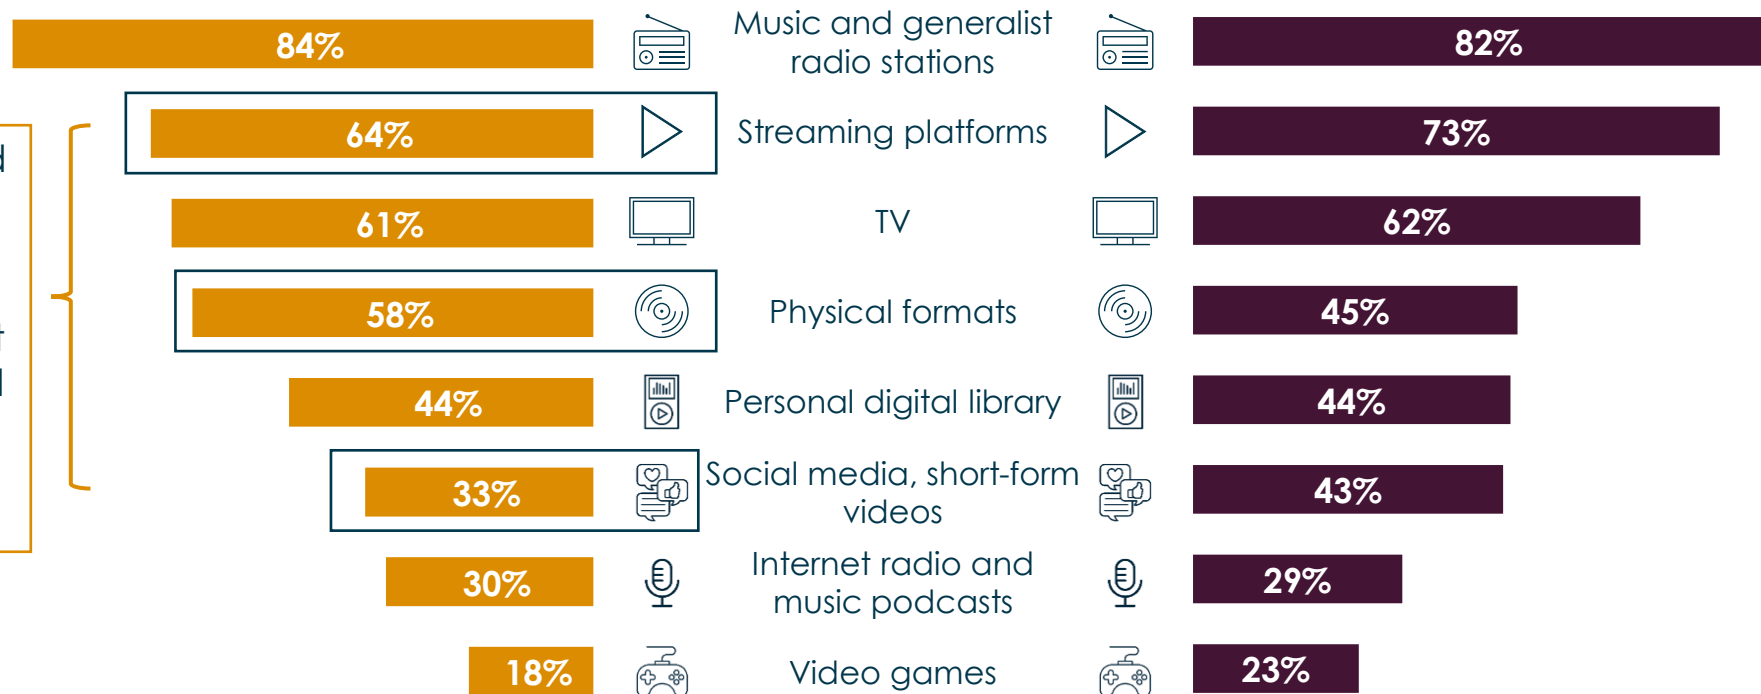 84%
Music and generalist
radio stations
82%
64%
Streaming platforms
73%
61%
TV
62%
58%
Physical formats
45%
44%
Personal digital library
44%
33%
Social media, short-form
videos
43%
30%
Internet radio and
music podcasts
29%
18%
Video games
23%